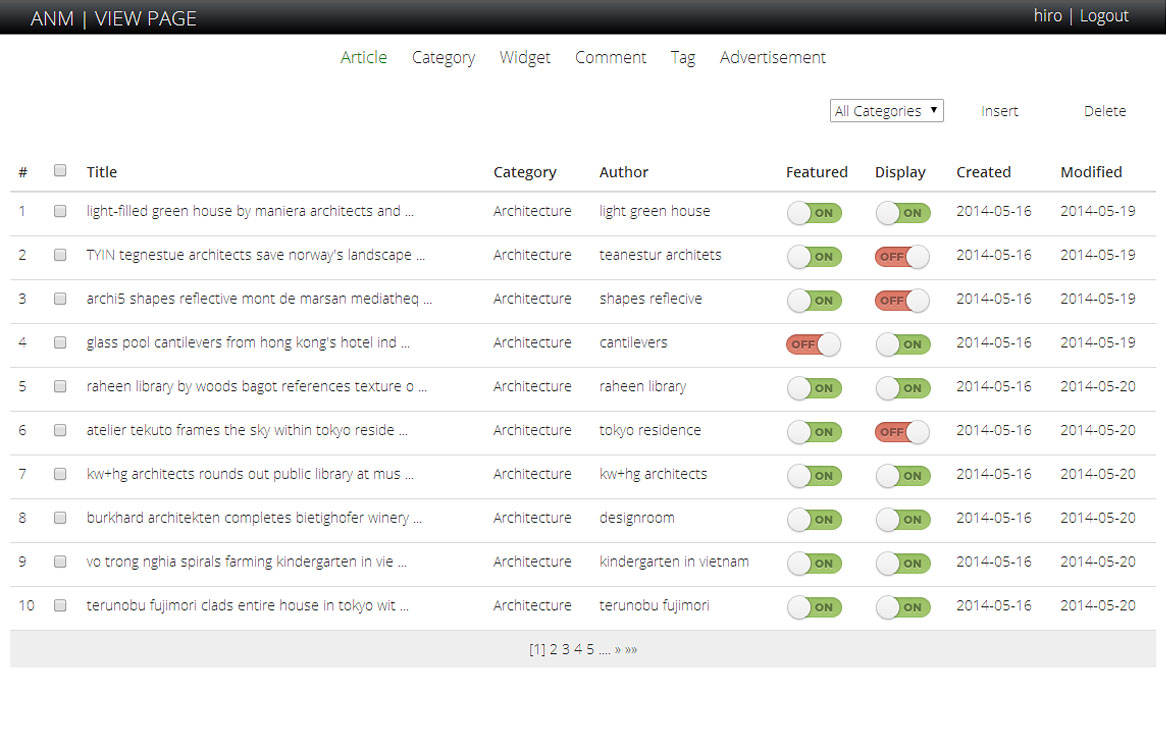 ANM | VIEW PAGE hiro | Logout
Article Category Widget Comment Tag Advertisement
All Categories ▼ Insert Delete
# Title Category Author Featured Display Created Modified
1 light-filled green house by maniera architects and ... Architecture light green house ON ON 2014-05-16 2014-05-19
2 TYIN tegnestue architects save norway's landscape ... Architecture teanestur architets ON OFF 2014-05-16 2014-05-19
3 archi5 shapes reflective mont de marsan mediatheq ... Architecture shapes reflecive ON OFF 2014-05-16 2014-05-19
4 glass pool cantilevers from hong kong's hotel ind ... Architecture cantilevers OFF ON 2014-05-16 2014-05-19
5 raheen library by woods bagot references texture o ... Architecture raheen library ON ON 2014-05-16 2014-05-20
6 atelier tekuto frames the sky within tokyo reside ... Architecture tokyo residence ON OFF 2014-05-16 2014-05-20
7 kw+hg architects rounds out public library at mus ... Architecture kw+hg architects ON ON 2014-05-16 2014-05-20
8 burkhard architekten completes bietighofer winery ... Architecture designroom ON ON 2014-05-16 2014-05-20
9 vo trong nghia spirals farming kindergarten in vie ... Architecture kindergarten in vietnam ON ON 2014-05-16 2014-05-20
10 terunobu fujimori clads entire house in tokyo wit ... Architecture terunobu fujimori ON ON 2014-05-16 2014-05-20
[1] 2 3 4 5 .... » »»